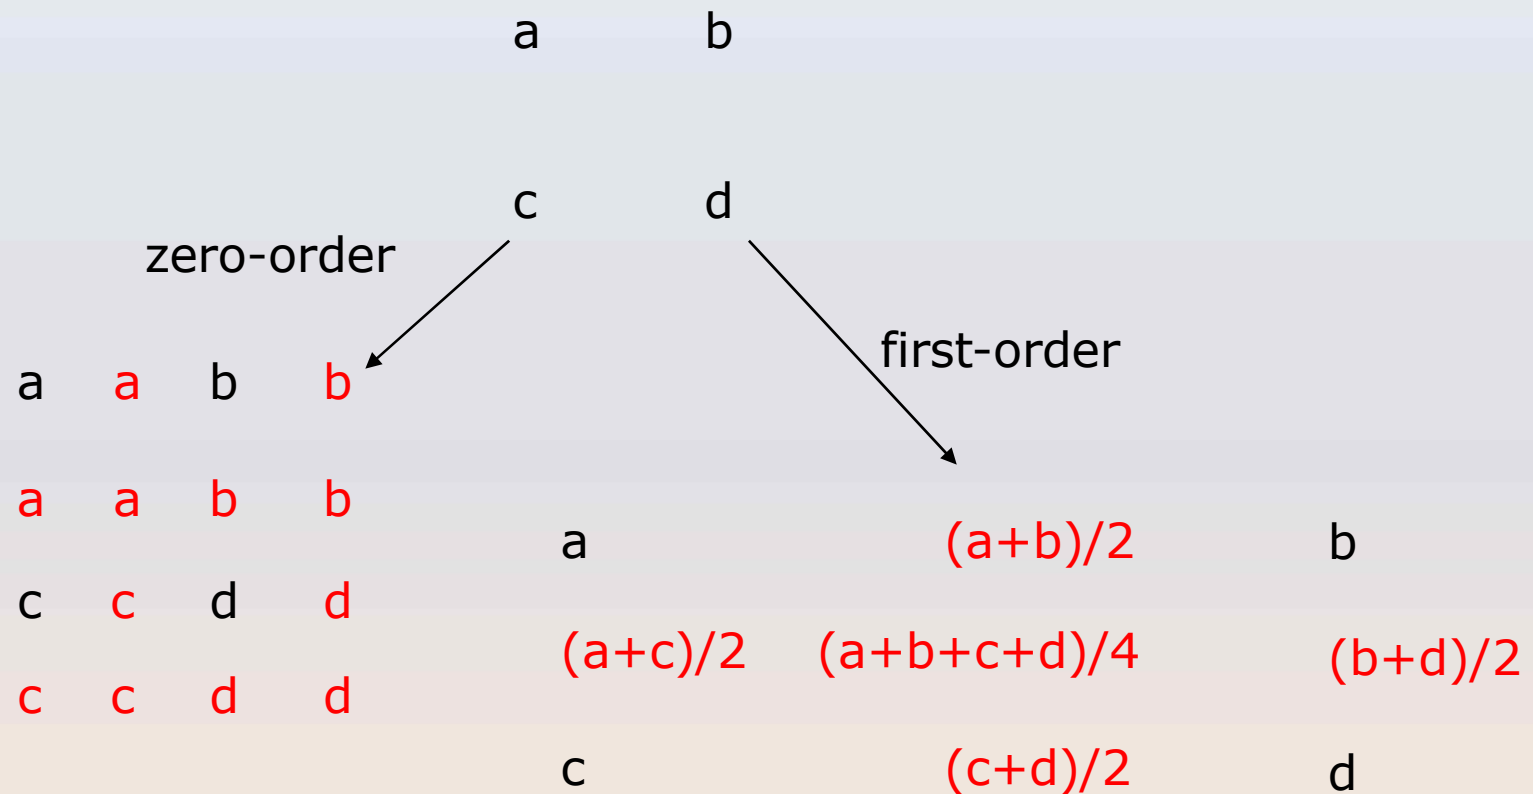 a b
c d
zero-order
first-order
a a b b
a a b b
c c d d
c c d d
a (a+b)/2 b
(a+c)/2 (a+b+c+d)/4 (b+d)/2
c (c+d)/2 d